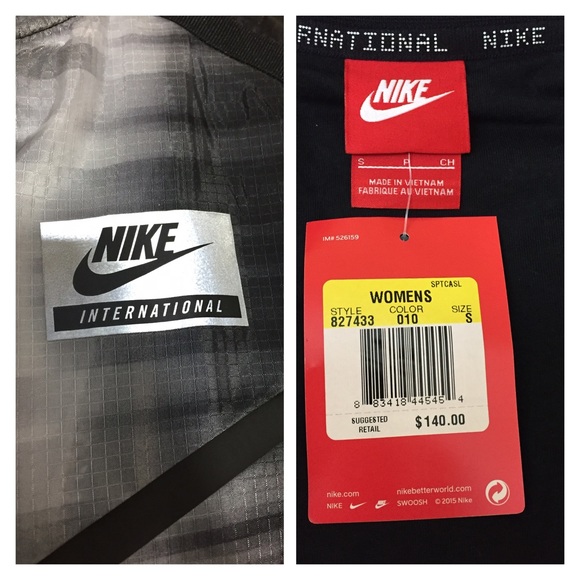 NIKE
INTERNATIONAL
RNATIONAL NIKE
NIKE
S P CH
MADE IN VIETNAM
FABRIQUE AU VIETNAM
IM# 526159
SPTCASL
WOMENS
STYLE COLOR SIZE
827433 010 S
8 83418 44545 4
SUGGESTED
RETAIL $140.00
nike.com nikebetterworld.com
NIKE SWOOSH © 2015 Nike